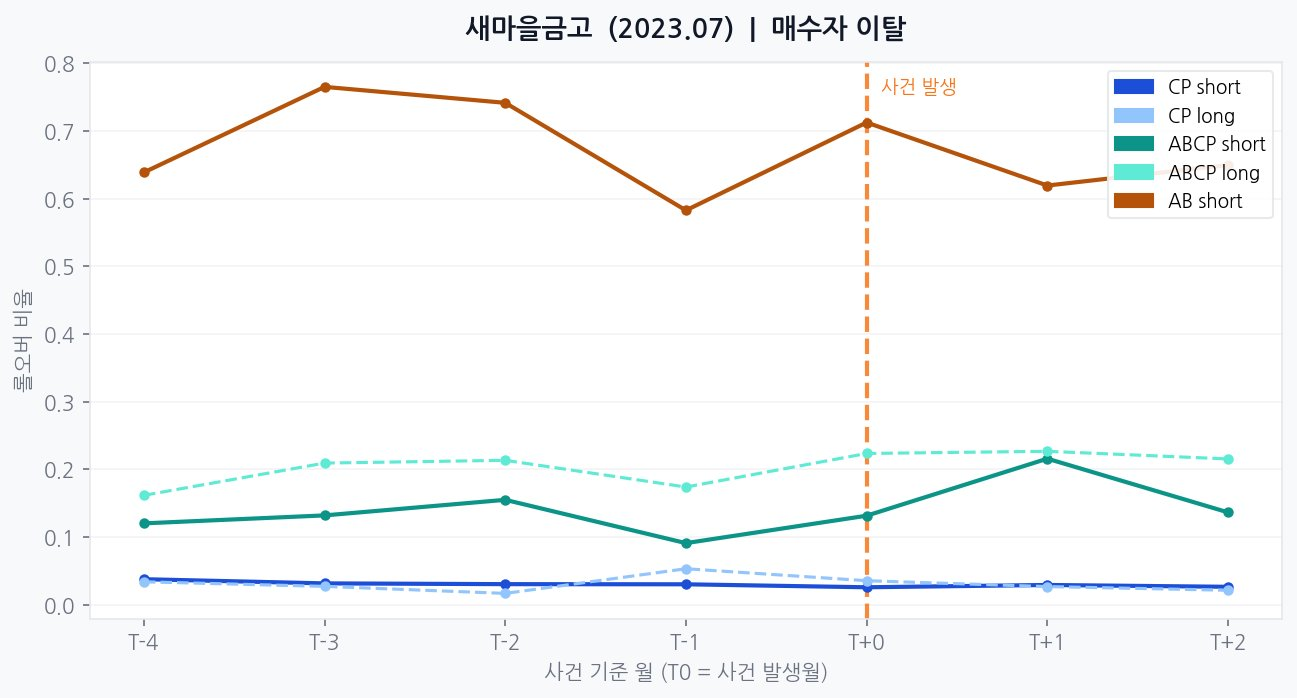 새마을금고 (2023.07) | 매수자 이탈
0.8
0.7
0.6
0.5
0.4
0.3
0.2
0.1
0.0
롤오버 비율
사건 발생
CP short
CP long
ABCP short
ABCP long
AB short
T-4 T-3 T-2 T-1 T+0 T+1 T+2
사건 기준 월 (T0 = 사건 발생월)